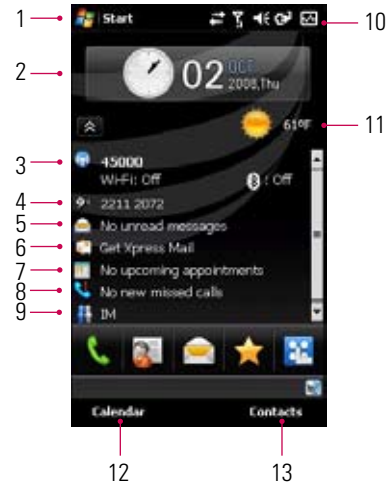 1 Start 10
2 02 OCT
2008,Thu
61°F 11
3 45000
Wi-Fi: Off : Off
4 2211 2072
5 No unread messages
6 Get Xpress Mail
7 No upcoming appointments
8 No new missed calls
9 IM
Calendar Contacts
12 13